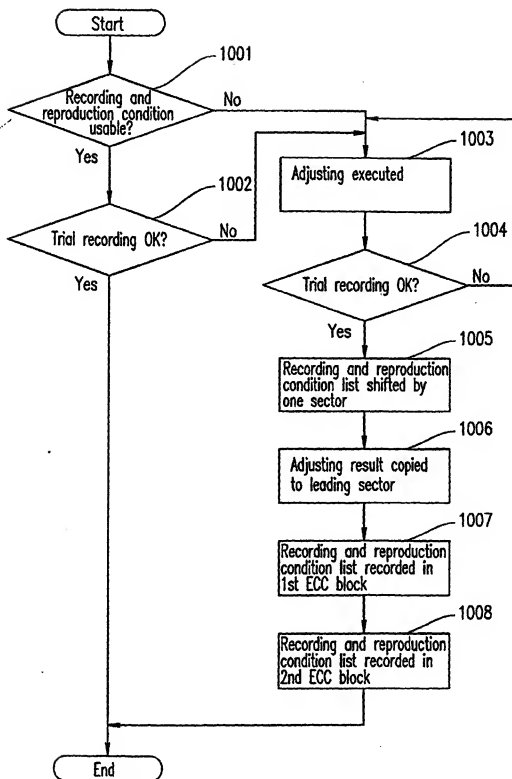 Start
1001
Recording and
reproduction condition
usable?
No
Yes
1003
Adjusting executed
1002
Trial recording OK?
No
Yes
1004
Trial recording OK?
No
Yes
1005
Recording and reproduction
condition list shifted by
one sector
1006
Adjusting result copied
to leading sector
1007
Recording and reproduction
condition list recorded in
1st ECC block
1008
Recording and reproduction
condition list recorded in
2nd ECC block
End